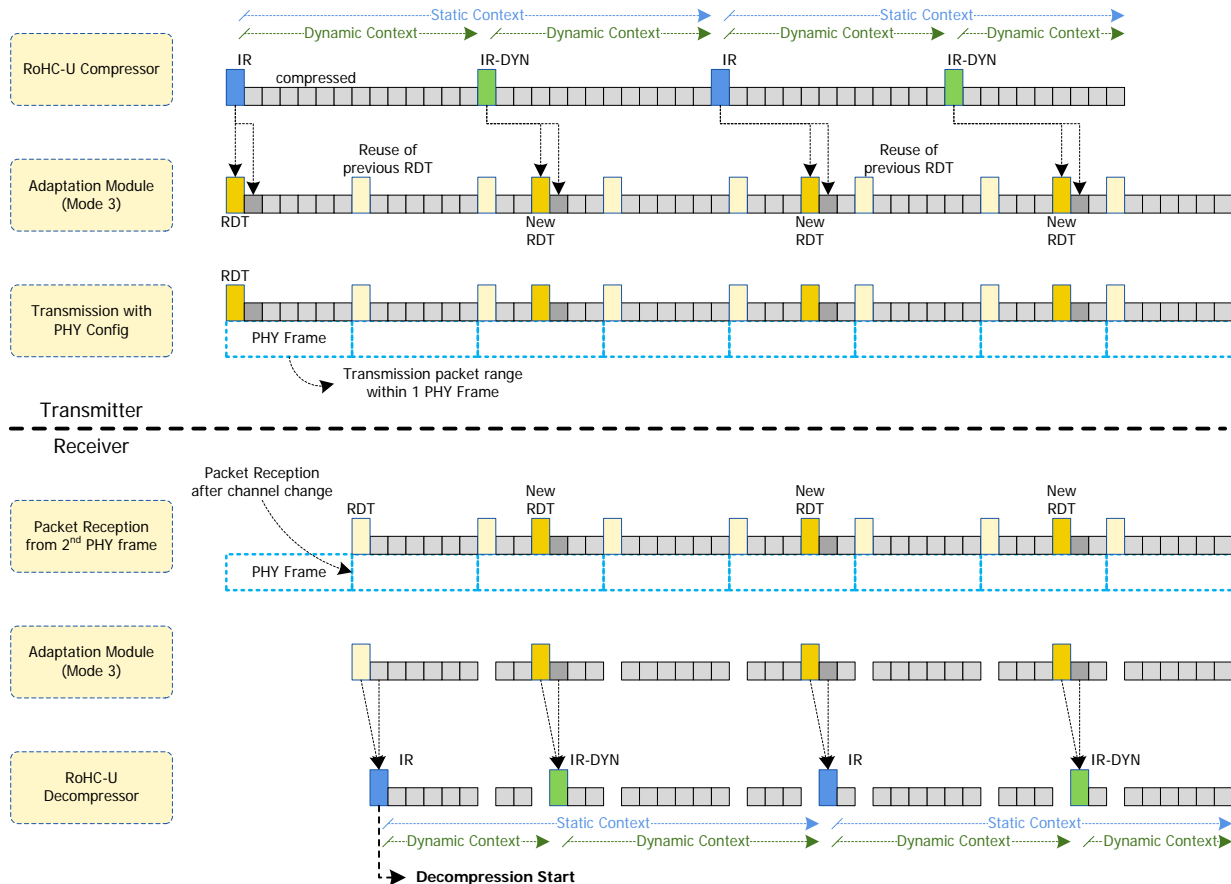 Static Context
Static Context
Dynamic Context
Dynamic Context
Dynamic Context
Dynamic Context
RoHC-U Compressor
IR
compressed
IR-DYN
IR
IR-DYN
Adaptation Module
(Mode 3)
Reuse of
previous RDT
Reuse of
previous RDT
RDT
New
RDT
New
RDT
New
RDT
Transmission with
PHY Config
RDT
PHY Frame
Transmission packet range
within 1 PHY Frame
Transmitter
Receiver
Packet Reception
after channel change
Packet Reception
from 2nd PHY frame
RDT
New
RDT
New
RDT
New
RDT
PHY Frame
Adaptation Module
(Mode 3)
RoHC-U
Decompressor
IR
IR-DYN
IR
IR-DYN
Static Context
Static Context
Dynamic Context
Dynamic Context
Dynamic Context
Dynamic Context
Decompression Start